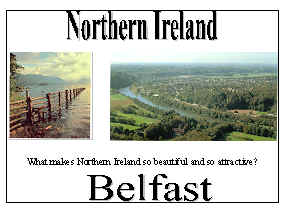 Northern Ireland
What makes Northern Ireland so beautiful and so attractive?
Belfast